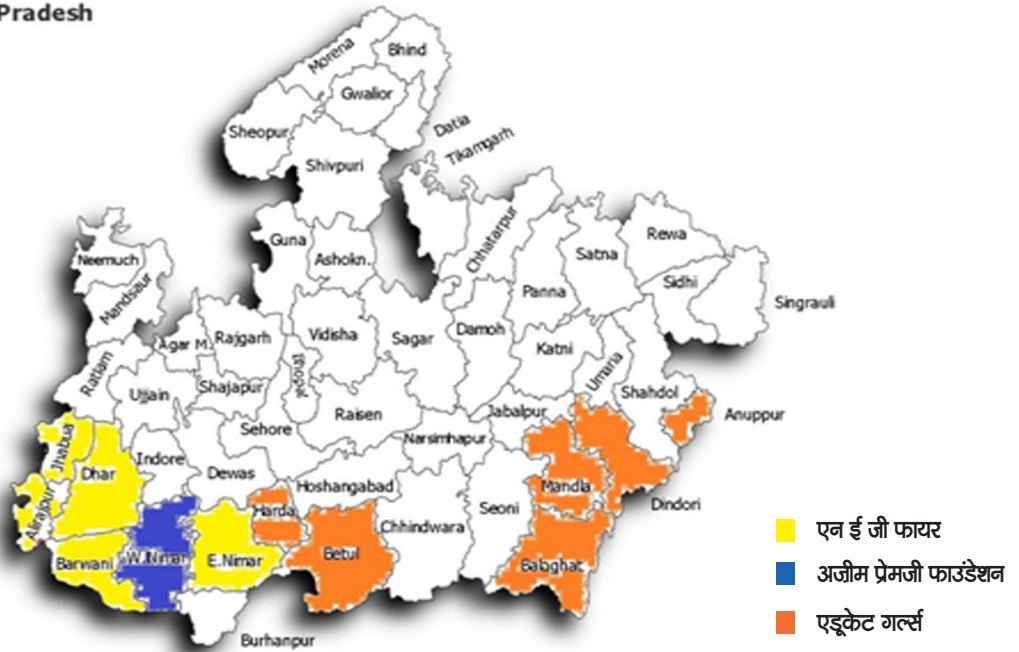 Pradesh
Morena
Bhind
Gwalior
Sheopur
Datia
Tikamgarh
Shivpuri
Chhatarpur
Guna
Ashokn.
Neemuch
Mandsaur
Rewa
Satna
Sidhi
Panna
Singrauli
Agar M.
Rajgarh
Vidisha
Sagar
Damoh
Katni
Umaria
Ratlam
Ujjain
Shajapur
Bhopal
Raisen
Shahdol
Jabalpur
Anuppur
Sehore
Narsimhapur
Jhabua
Dhar
Indore
Dewas
Hoshangabad
Mandla
Dindori
Alirajpur
Harda
Seoni
Chhindwara
Barwani
W.Nimar
E.Nimar
Betul
Balaghat
Burhanpur
एन ई जी फायर
अजीम प्रेमजी फाउंडेशन
एडूकेट गर्ल्स